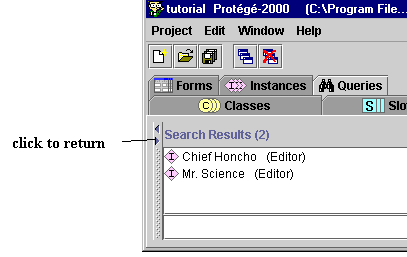 tutorial Protégé-2000 (C:\Program File...
Project Edit Window Help
Forms Instances Queries
C Classes S Slo
click to return
Search Results (2)
I Chief Honcho (Editor)
I Mr. Science (Editor)